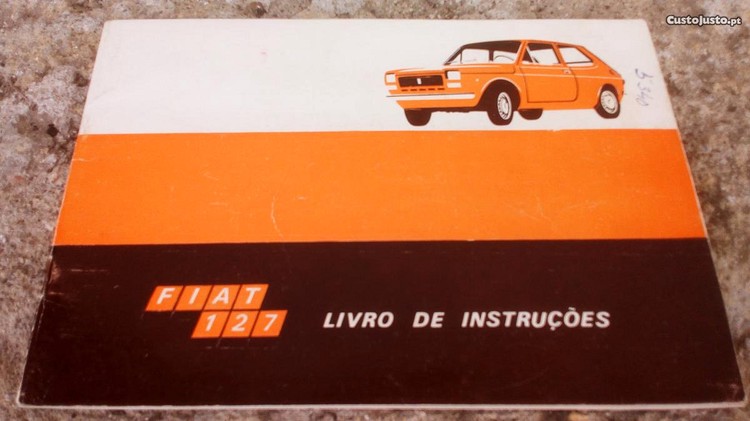 CustoJusto.pt
FIAT
127
LIVRO DE INSTRUÇÕES